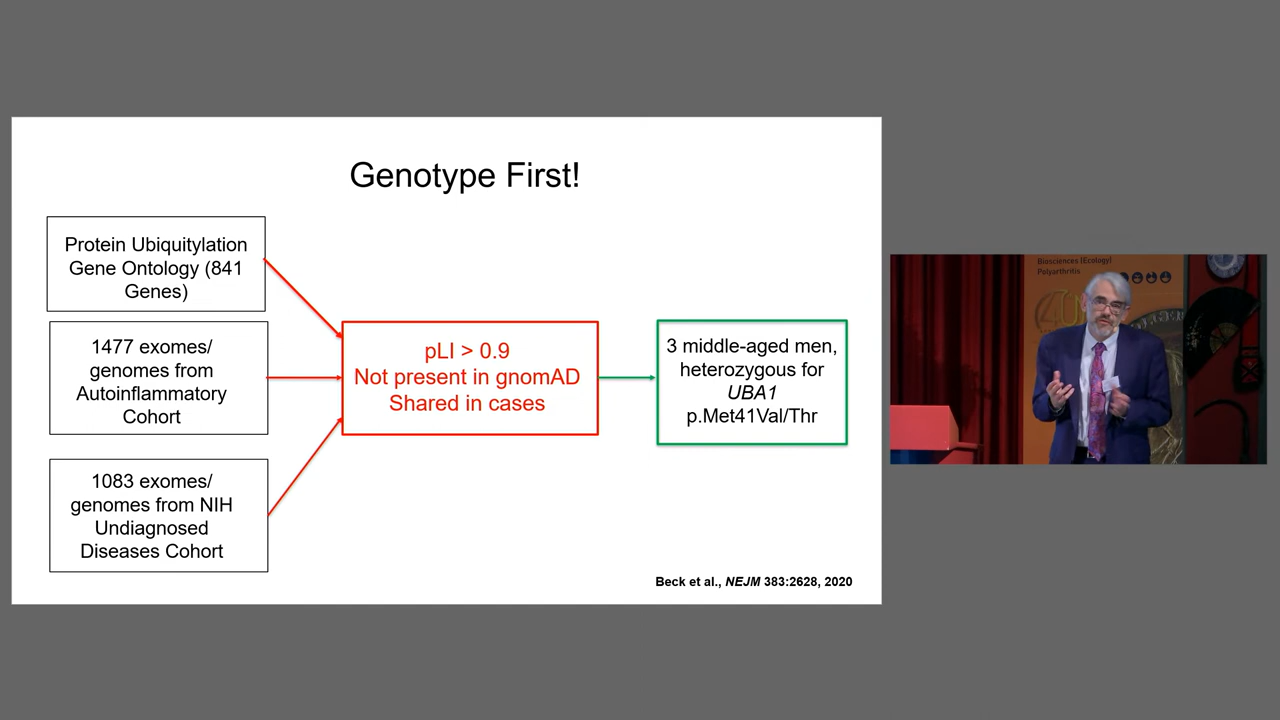 Genotype First!
Protein Ubiquitylation
Gene Ontology (841
Genes)
1477 exomes/
genomes from
Autoinflammatory
Cohort
1083 exomes/
genomes from NIH
Undiagnosed
Diseases Cohort
pLI > 0.9
Not present in gnomAD
Shared in cases
3 middle-aged men,
heterozygous for
UBA1
p.Met41Val/Thr
Beck et al., NEJM 383:2628, 2020
Biosciences (Ecology)
Polyarthritis